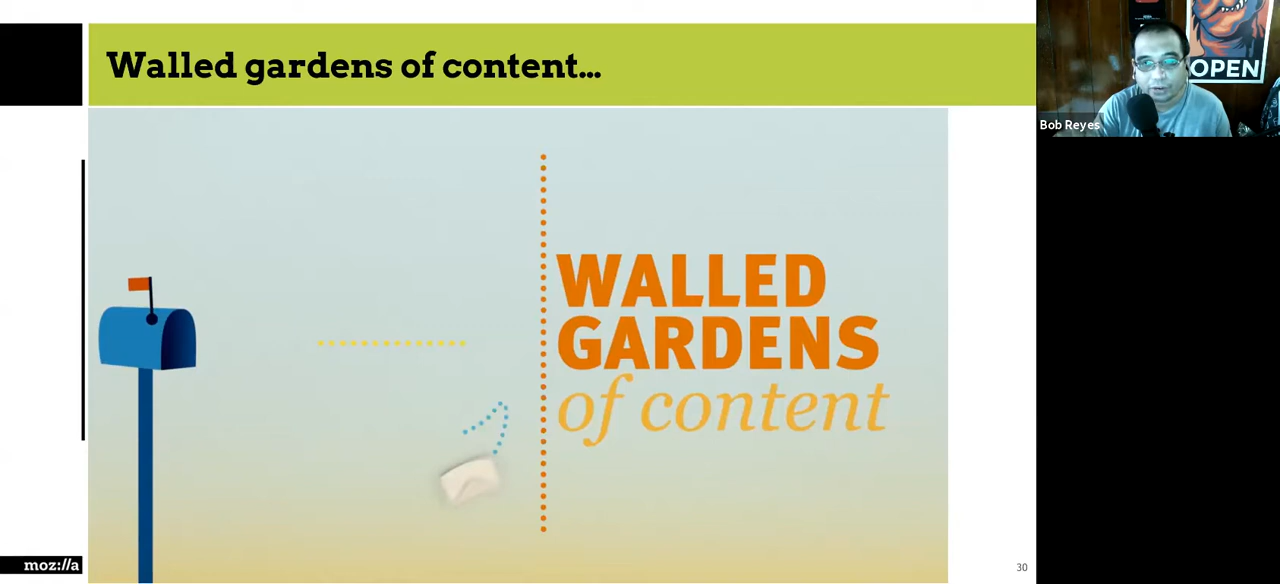 Walled gardens of content...
OPEN
Bob Reyes
WALLED
GARDENS
of content
moz://a
30